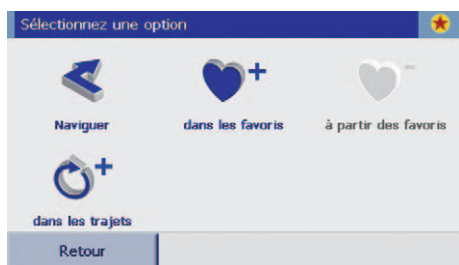 Sélectionnez une option
Naviguer
dans les favoris
à partir des favoris
dans les trajets
Retour